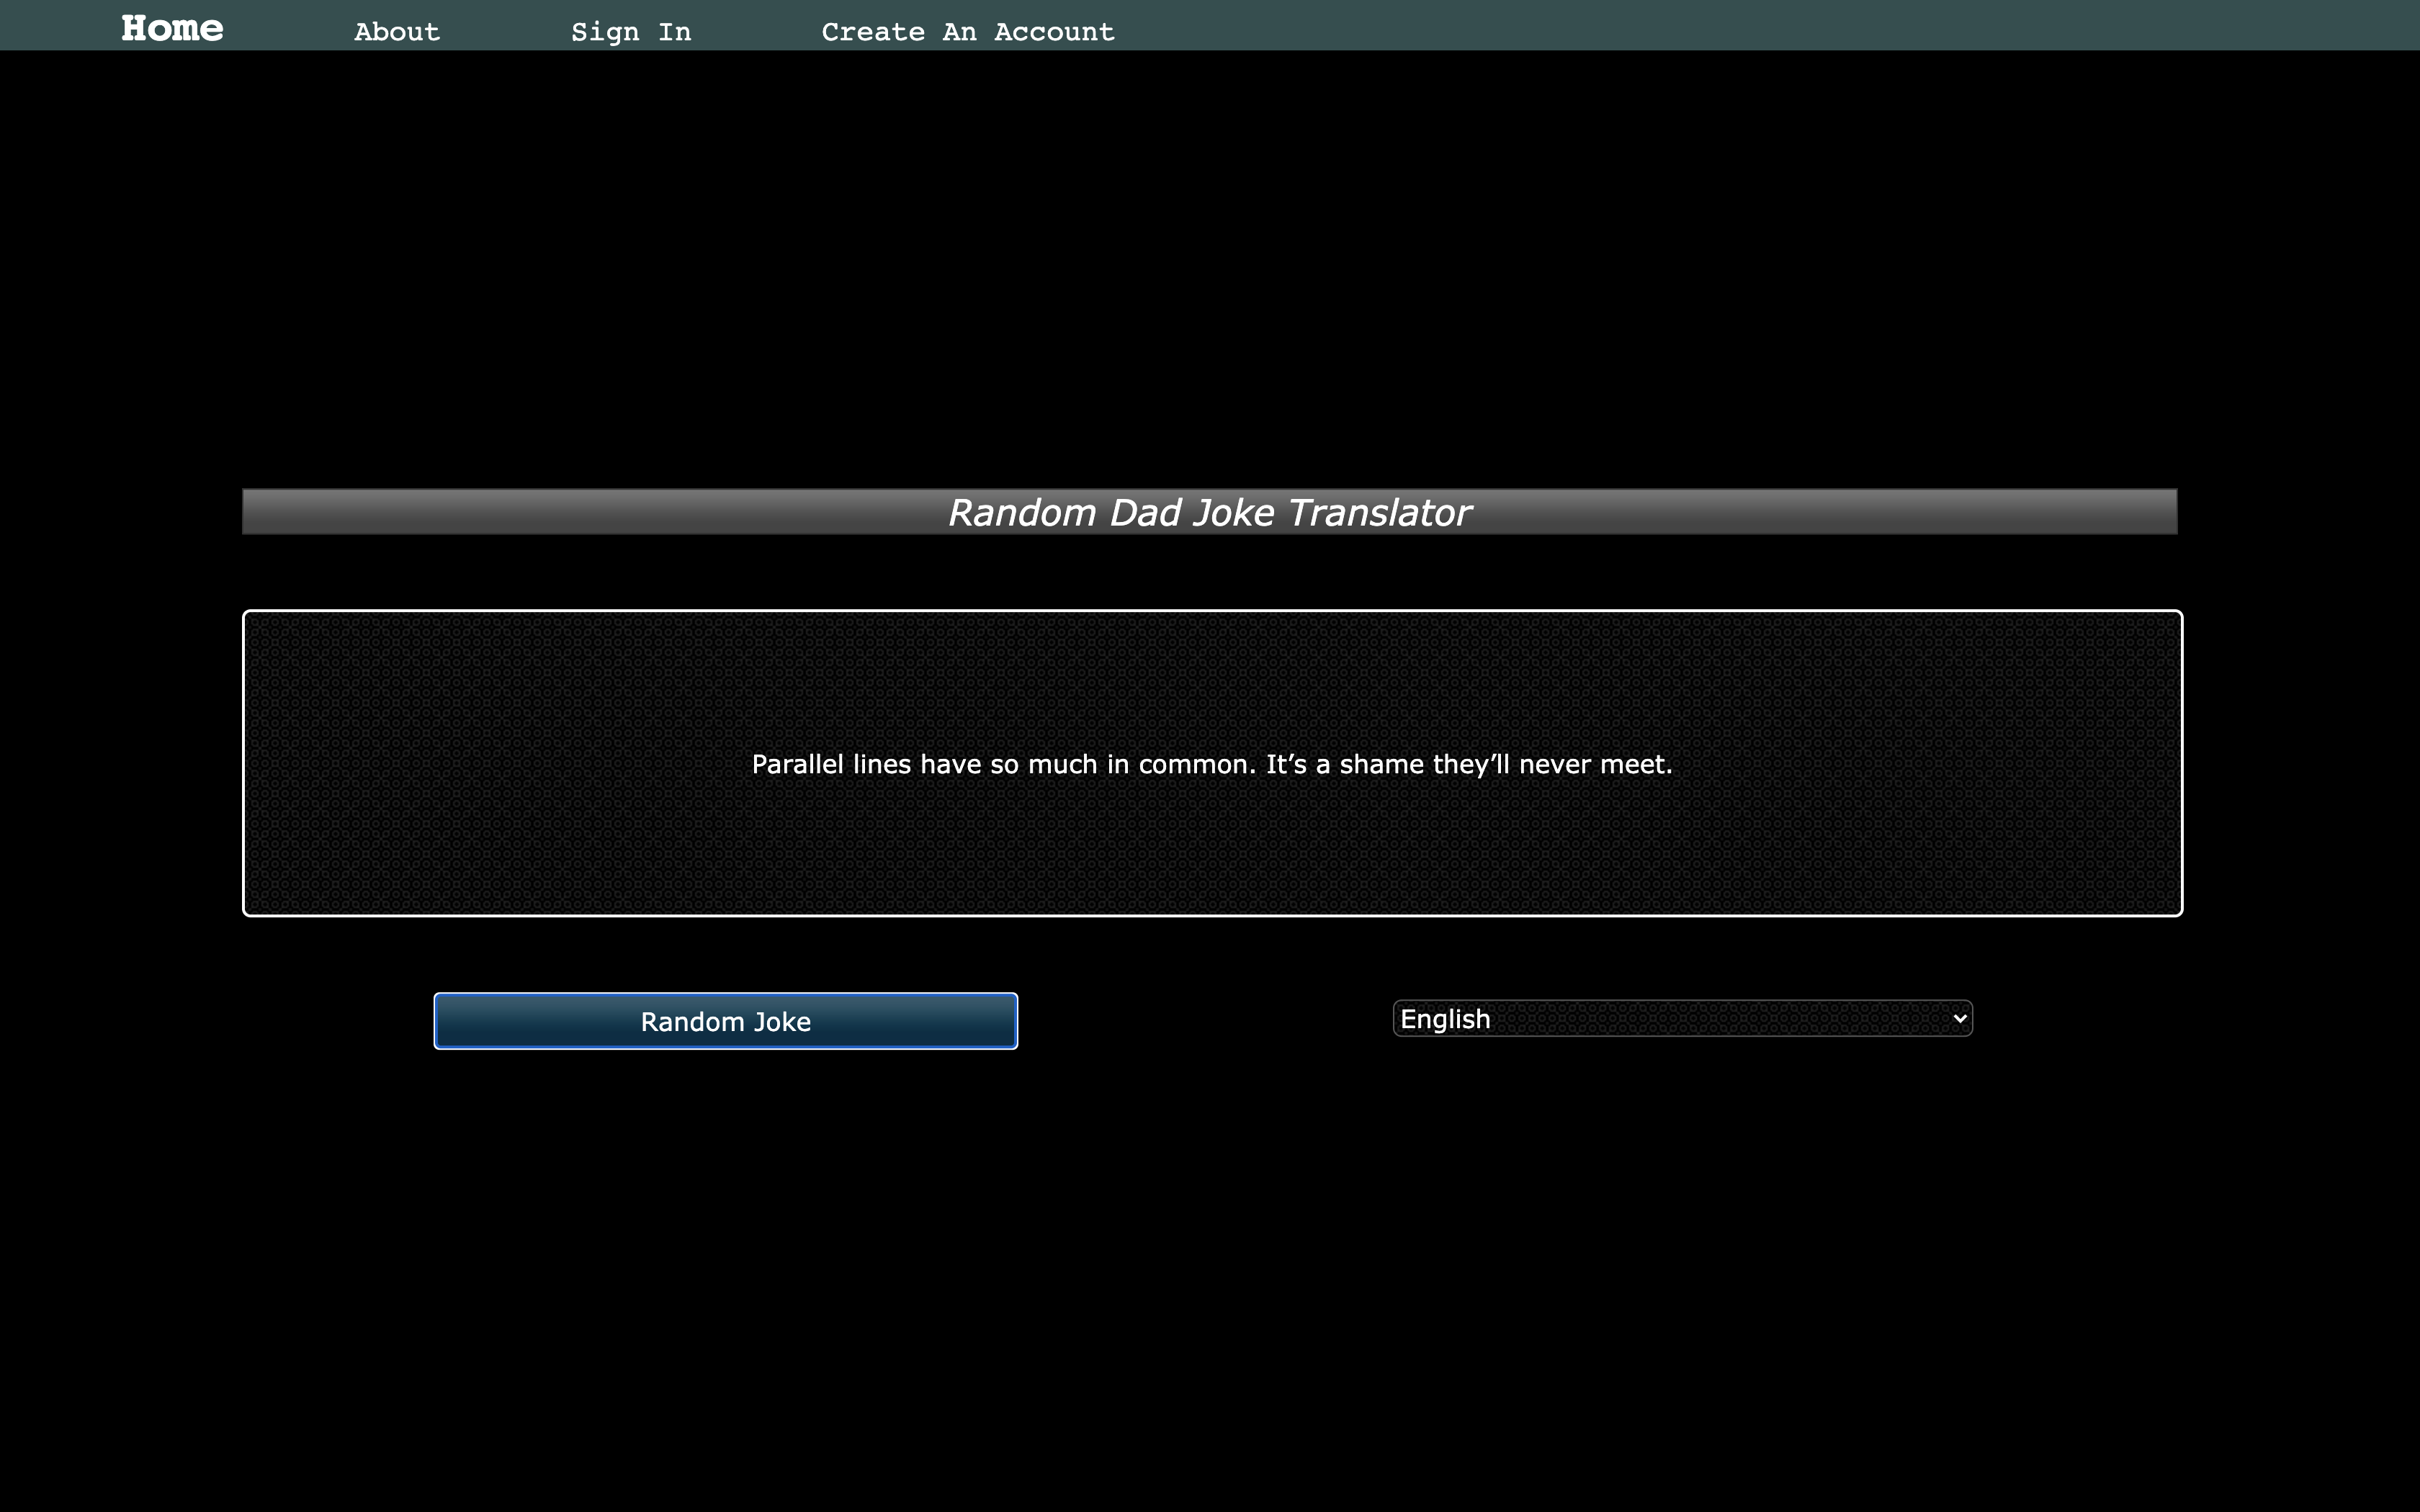 Home About Sign In Create An Account
Random Dad Joke Translator
Parallel lines have so much in common. It’s a shame they’ll never meet.
Random Joke English